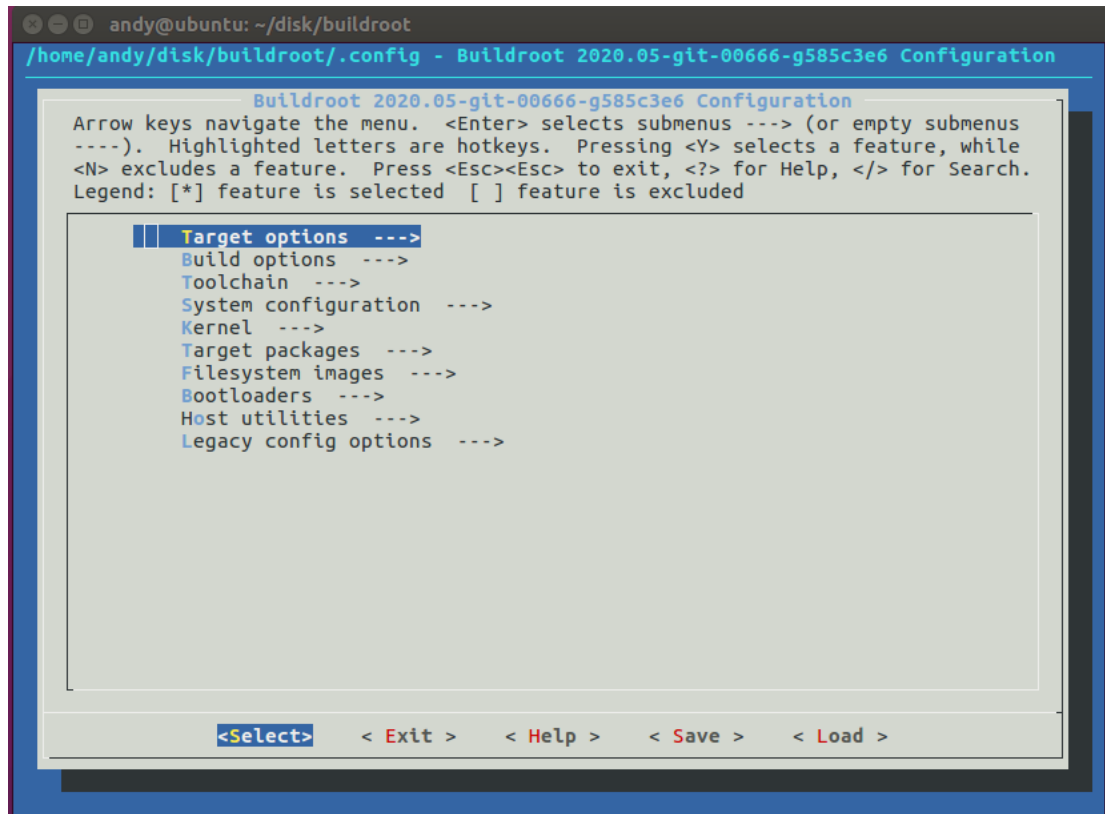 andy@ubuntu: ~/disk/buildroot
/home/andy/disk/buildroot/.config - Buildroot 2020.05-git-00666-g585c3e6 Configuration
Buildroot 2020.05-git-00666-g585c3e6 Configuration
Arrow keys navigate the menu.  <Enter> selects submenus ---> (or empty submenus
----).  Highlighted letters are hotkeys.  Pressing <Y> selects a feature, while
<N> excludes a feature.  Press <Esc><Esc> to exit, <?> for Help, </> for Search.
Legend: [*] feature is selected  [ ] feature is excluded
Target options  --->
Build options  --->
Toolchain  --->
System configuration  --->
Kernel  --->
Target packages  --->
Filesystem images  --->
Bootloaders  --->
Host utilities  --->
Legacy config options  --->
<Select>    < Exit >    < Help >    < Save >    < Load >